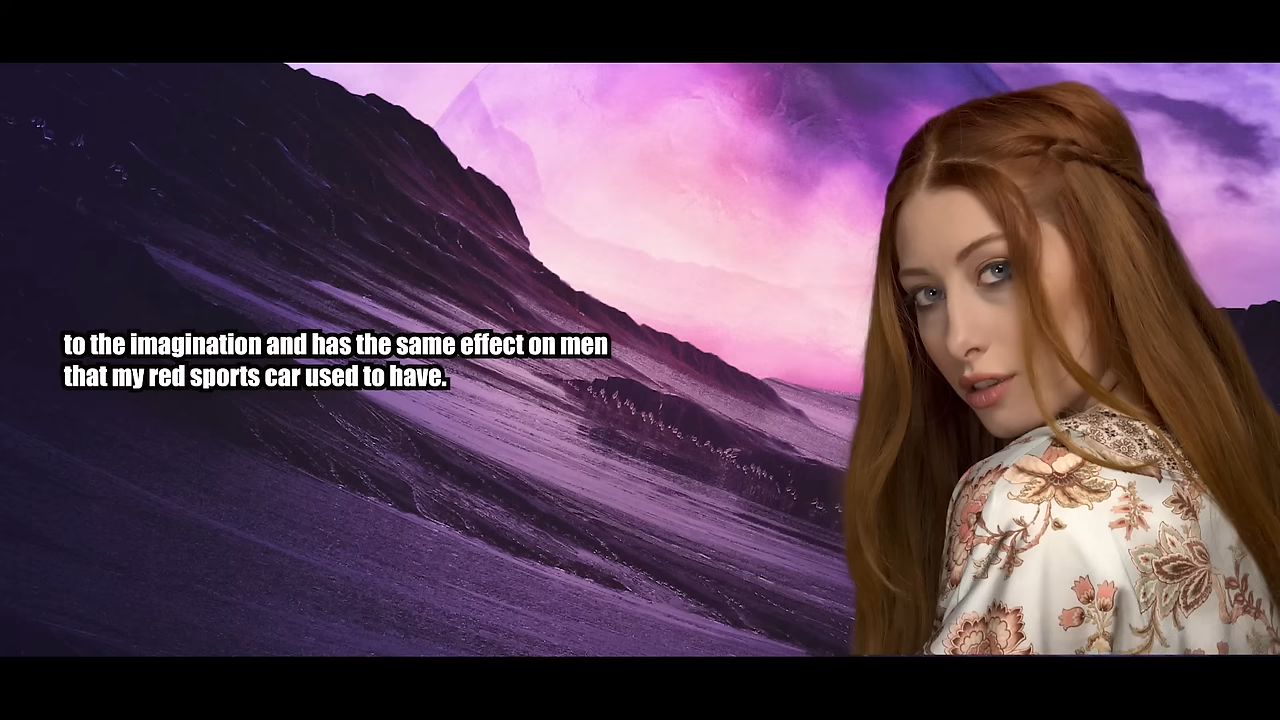 to the imagination and has the same effect on men
that my red sports car used to have.